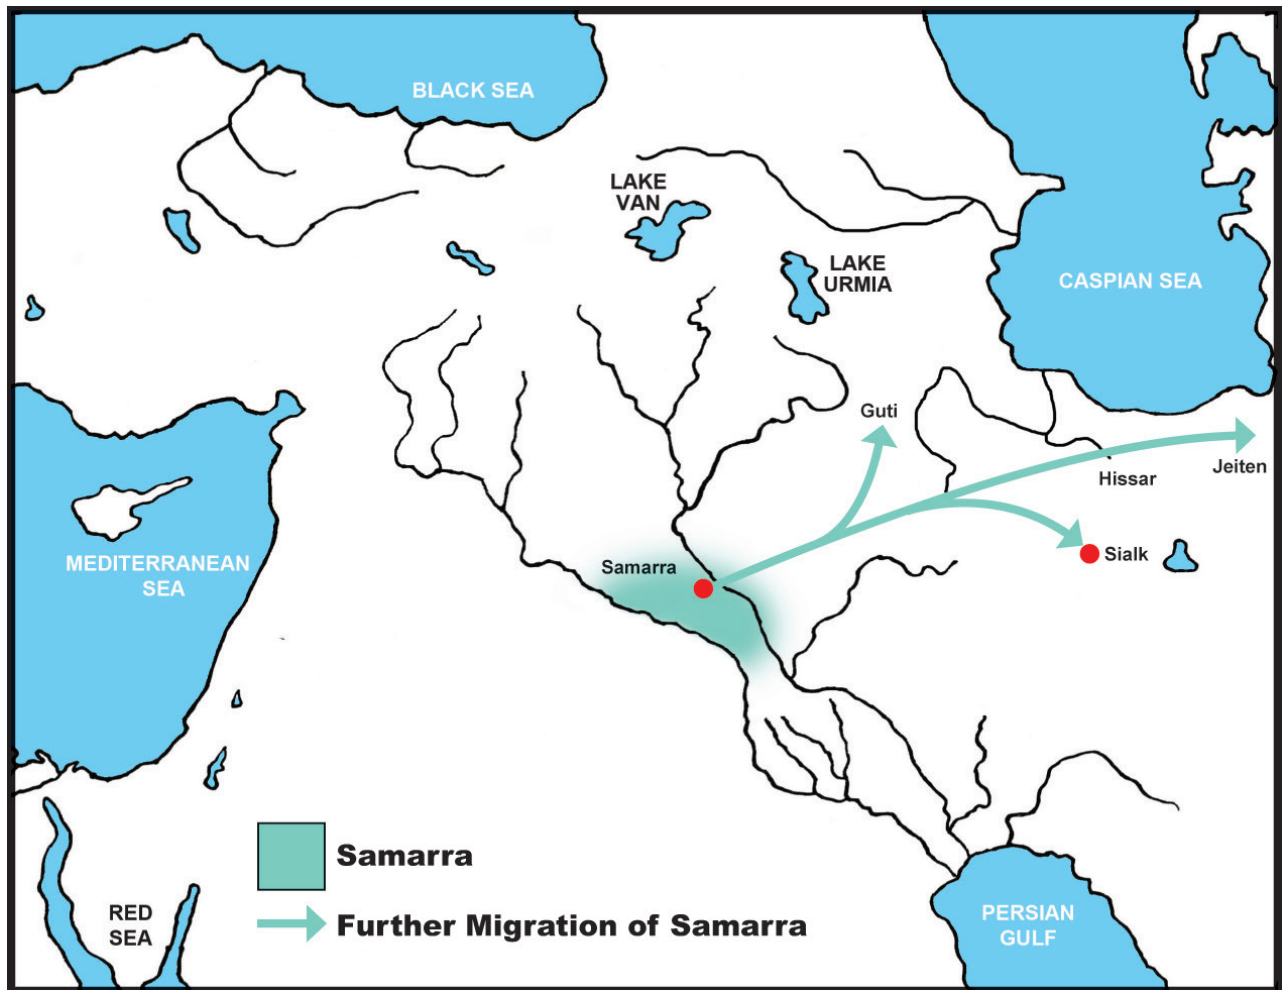 BLACK SEA
LAKE
VAN
LAKE
URMIA
CASPIAN SEA
Guti
Hissar
Jeiten
MEDITERRANEAN
SEA
Samarra
Sialk
Samarra
Further Migration of Samarra
RED
SEA
PERSIAN
GULF